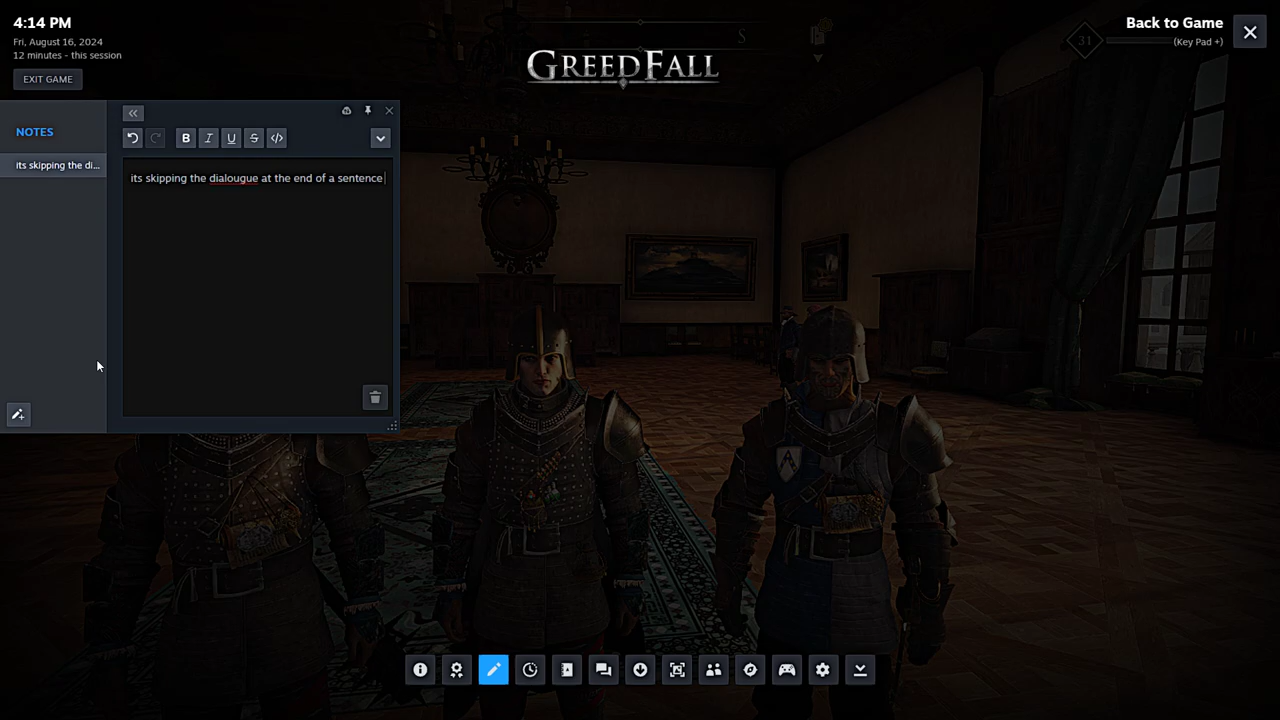 4:14 PM
Fri, August 16, 2024
12 minutes - this session
EXIT GAME
GREEDFALL
S
31
Back to Game
(Key Pad +)
NOTES
its skipping the di...
B I U S </>
its skipping the dialougue at the end of a sentence